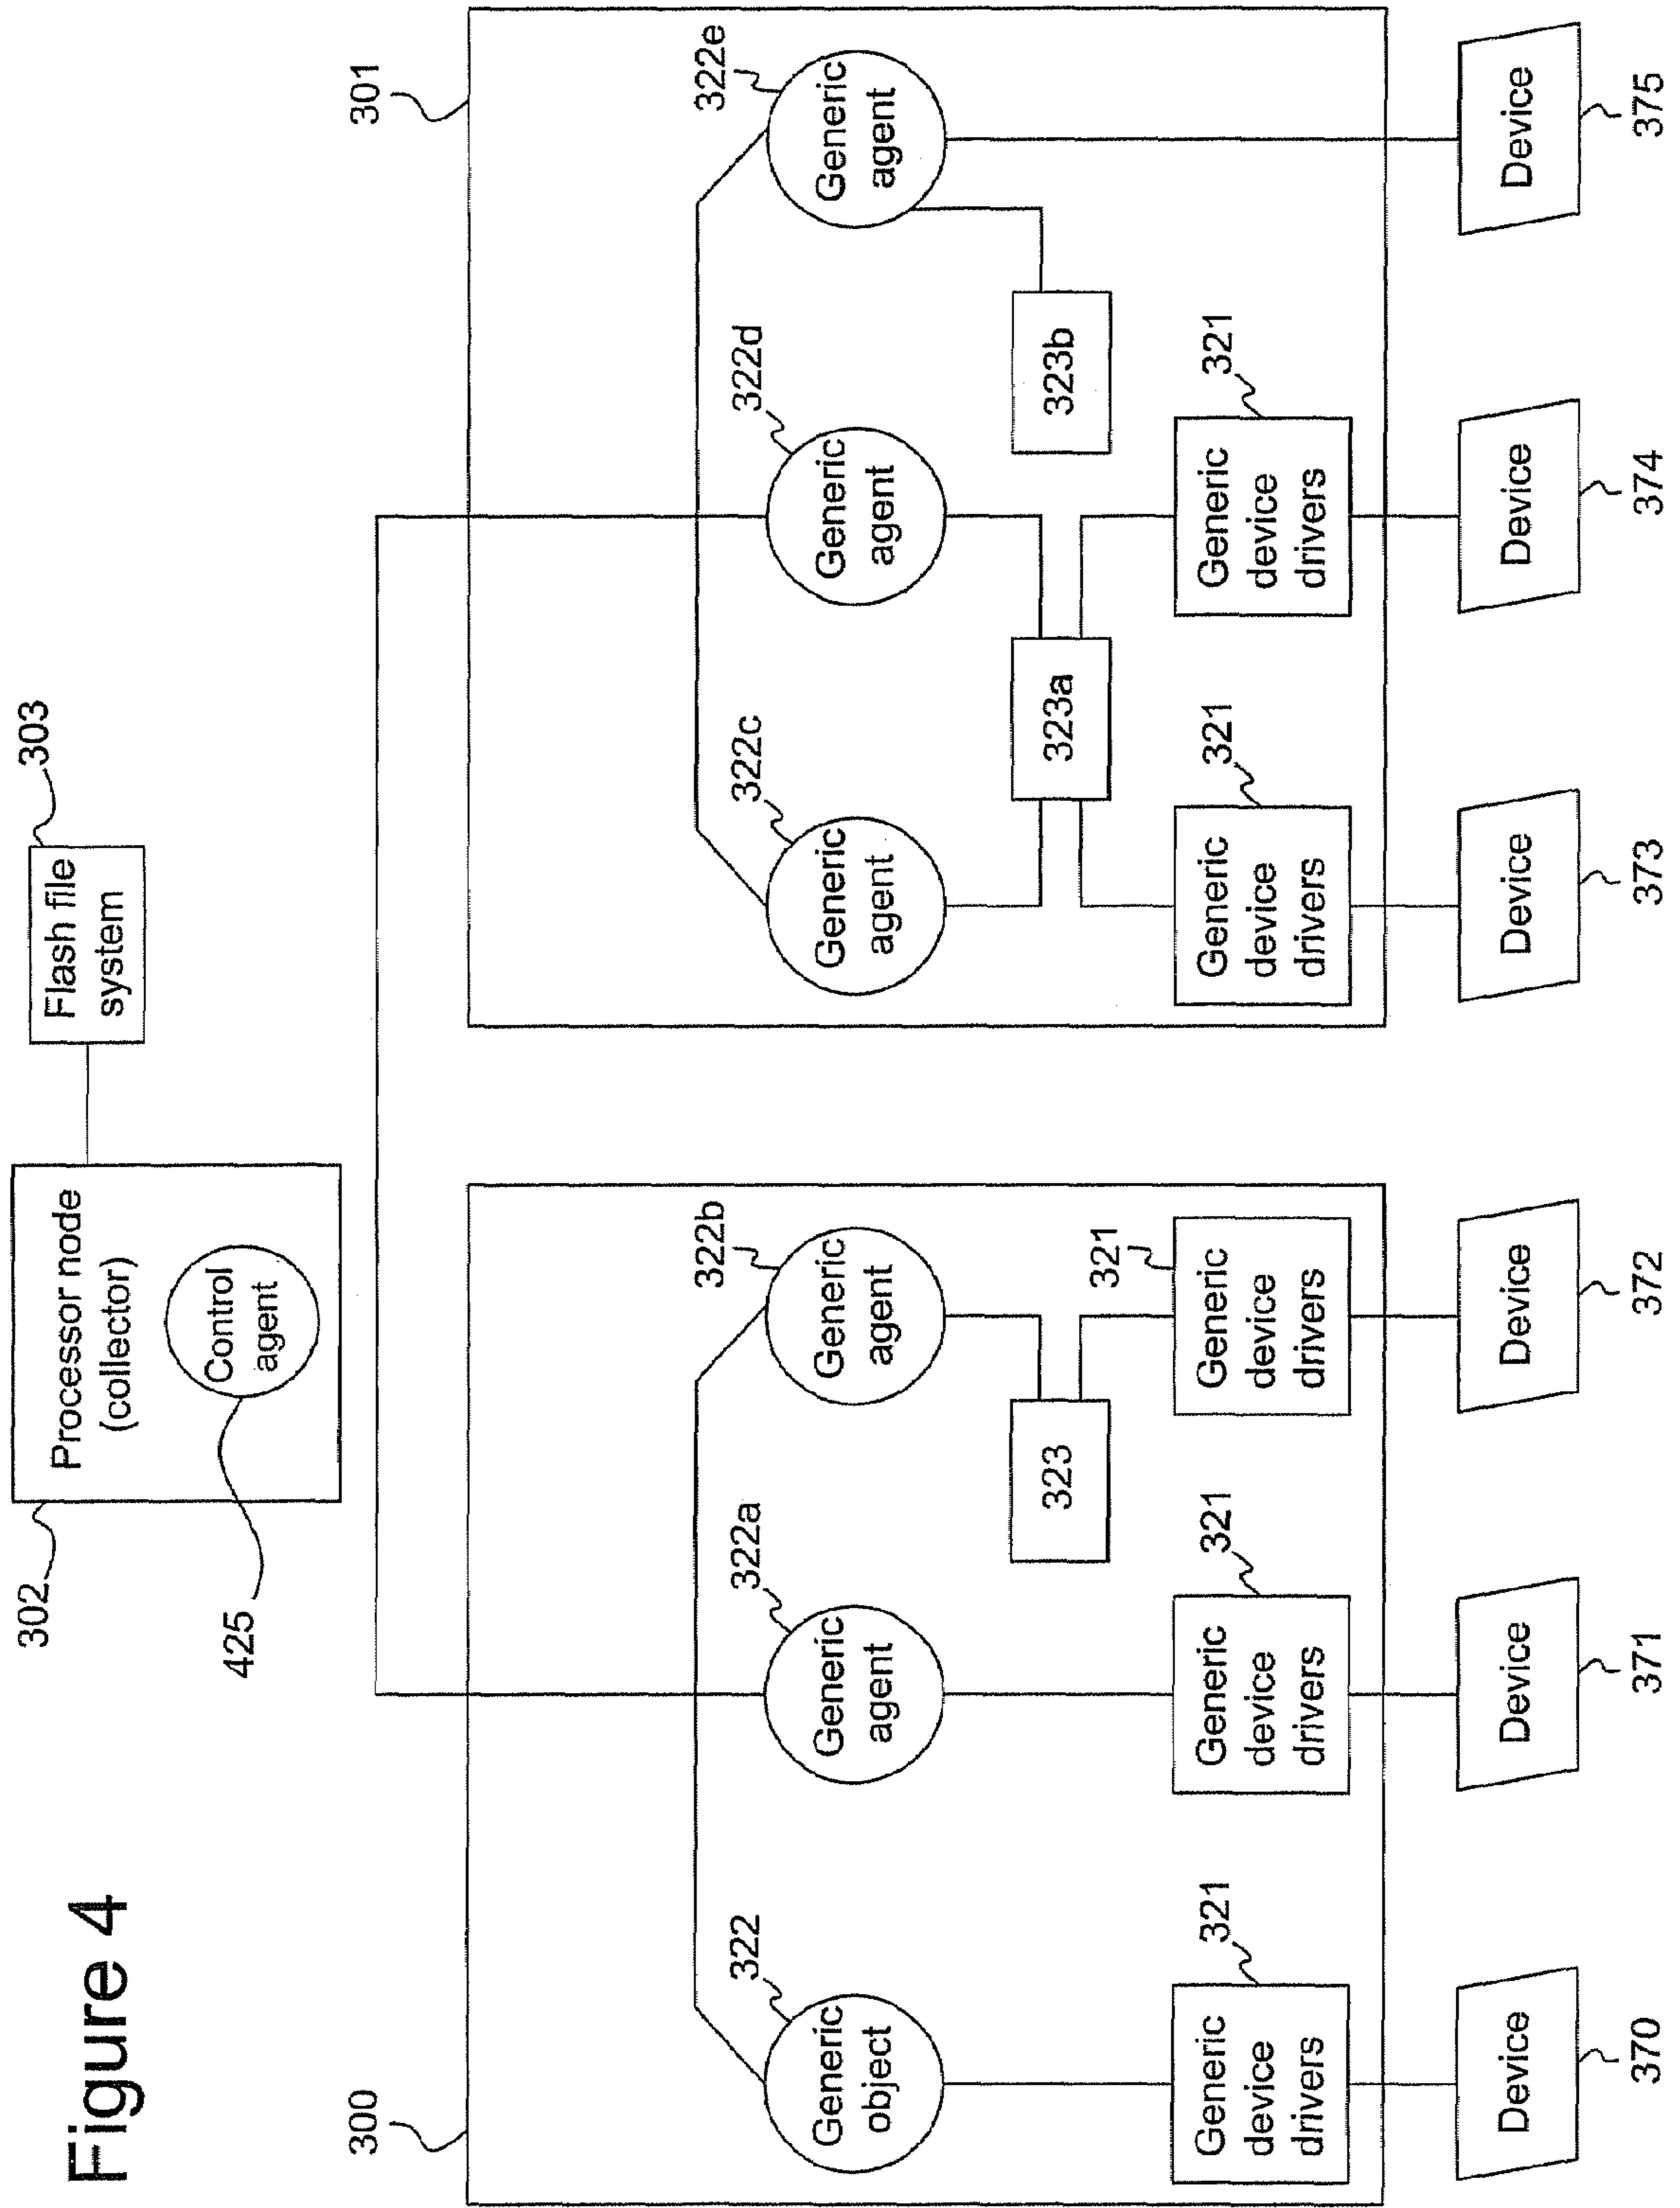 Figure 4
302
Processor node
(collector)
Control
agent
425
303
Flash file
system
300
301
322
322a
322b
322c
322d
322e
Generic
object
Generic
agent
Generic
agent
Generic
agent
Generic
agent
Generic
agent
323
323a
323b
321
321
321
321
321
Generic
device
drivers
Generic
device
drivers
Generic
device
drivers
Generic
device
drivers
Generic
device
drivers
Device
Device
Device
Device
Device
Device
370
371
372
373
374
375